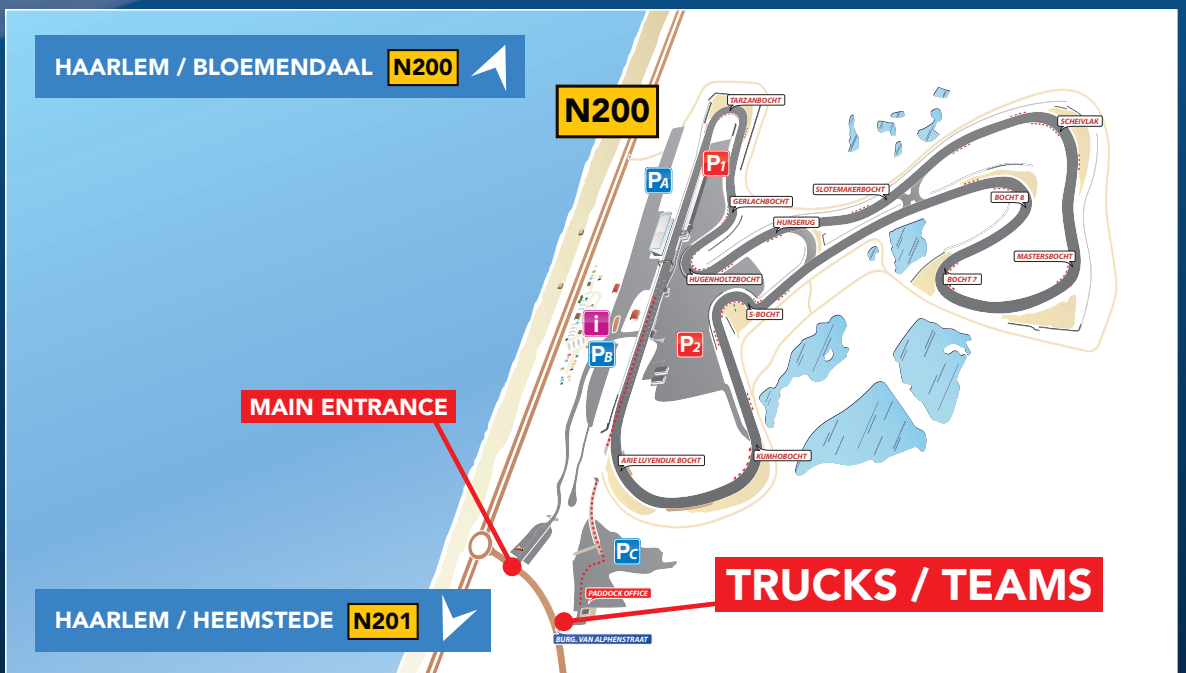 HAARLEM / BLOEMENDAAL N200
N200
TARZANBOCHT
SCHEIVLAK
P1
PA
SLOTEMAKERBOCHT
BOCHT 8
GERLACHBOCHT
HUNSERUG
MASTERSBOCHT
HUGENHOLTZBOCHT
BOCHT 7
S-BOCHT
i
P2
PB
MAIN ENTRANCE
ARIE LUYENDIJK BOCHT
KUMHOBOCHT
PC
TRUCKS / TEAMS
PADDOCK OFFICE
HAARLEM / HEEMSTEDE N201
BURG. VAN ALPHENSTRAAT